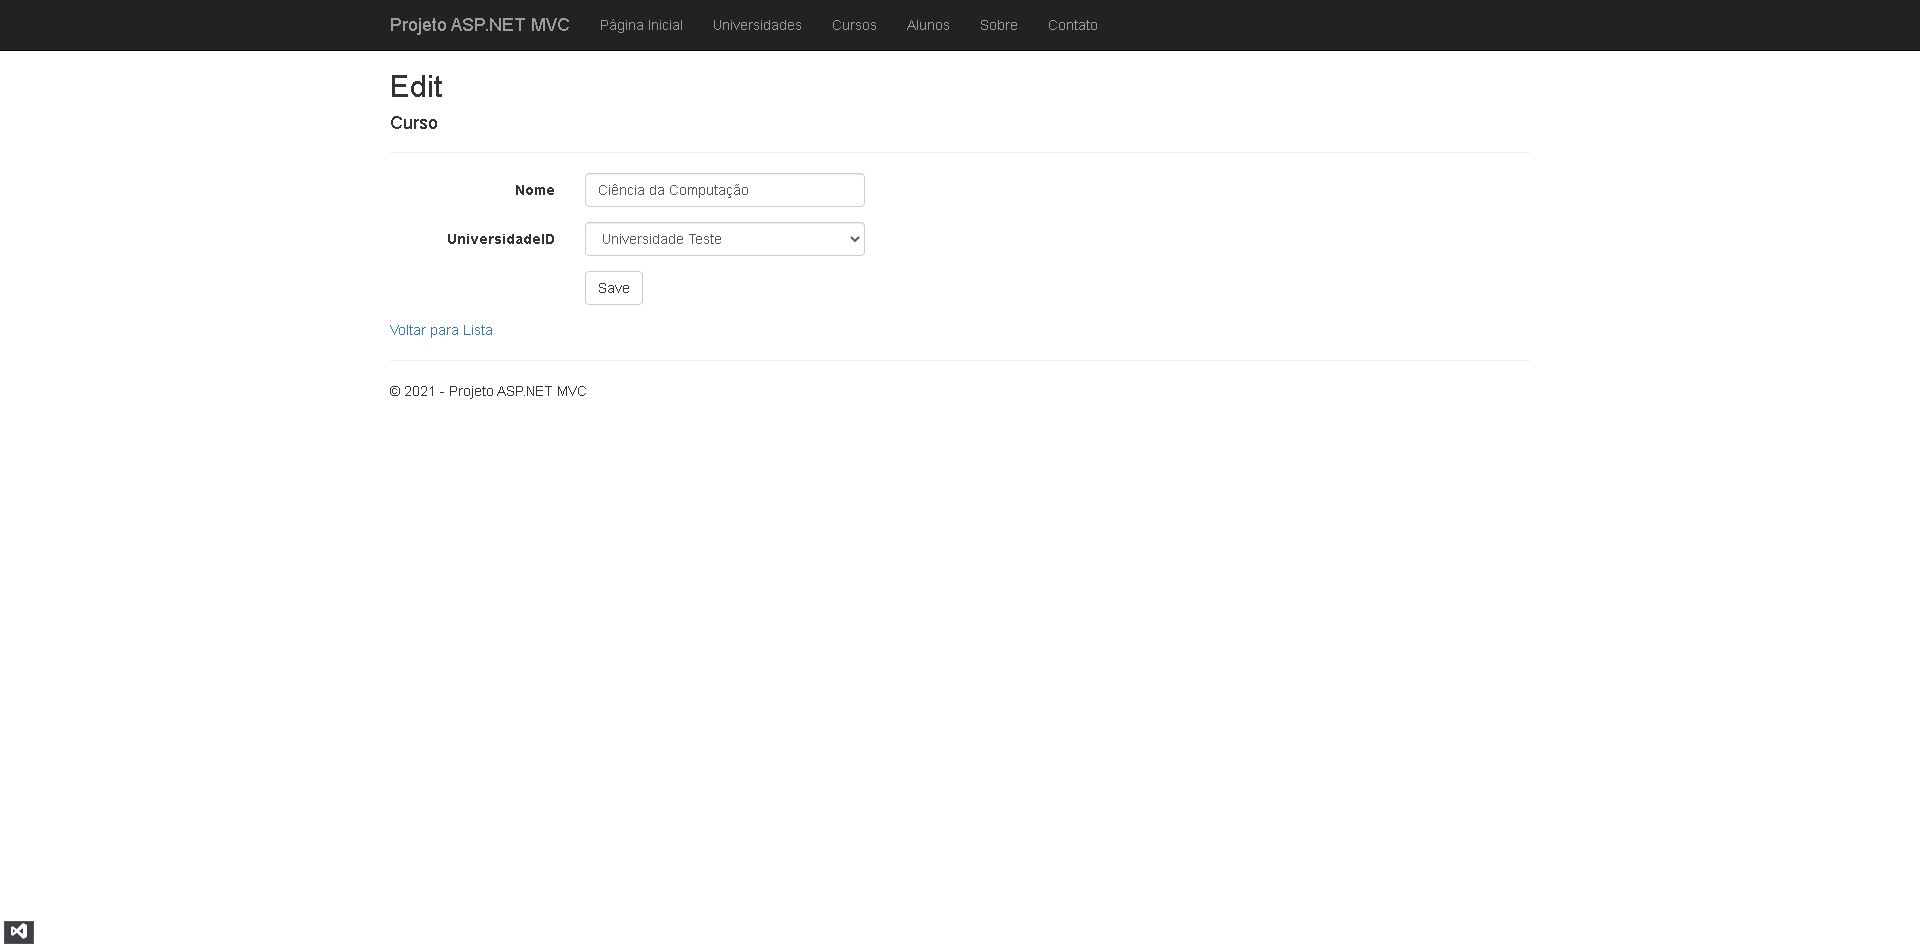 Projeto ASP.NET MVC Página Inicial Universidades Cursos Alunos Sobre Contato
Edit
Curso
Nome Ciência da Computação
UniversidadeID Universidade Teste
Save
Voltar para Lista
© 2021 - Projeto ASP.NET MVC